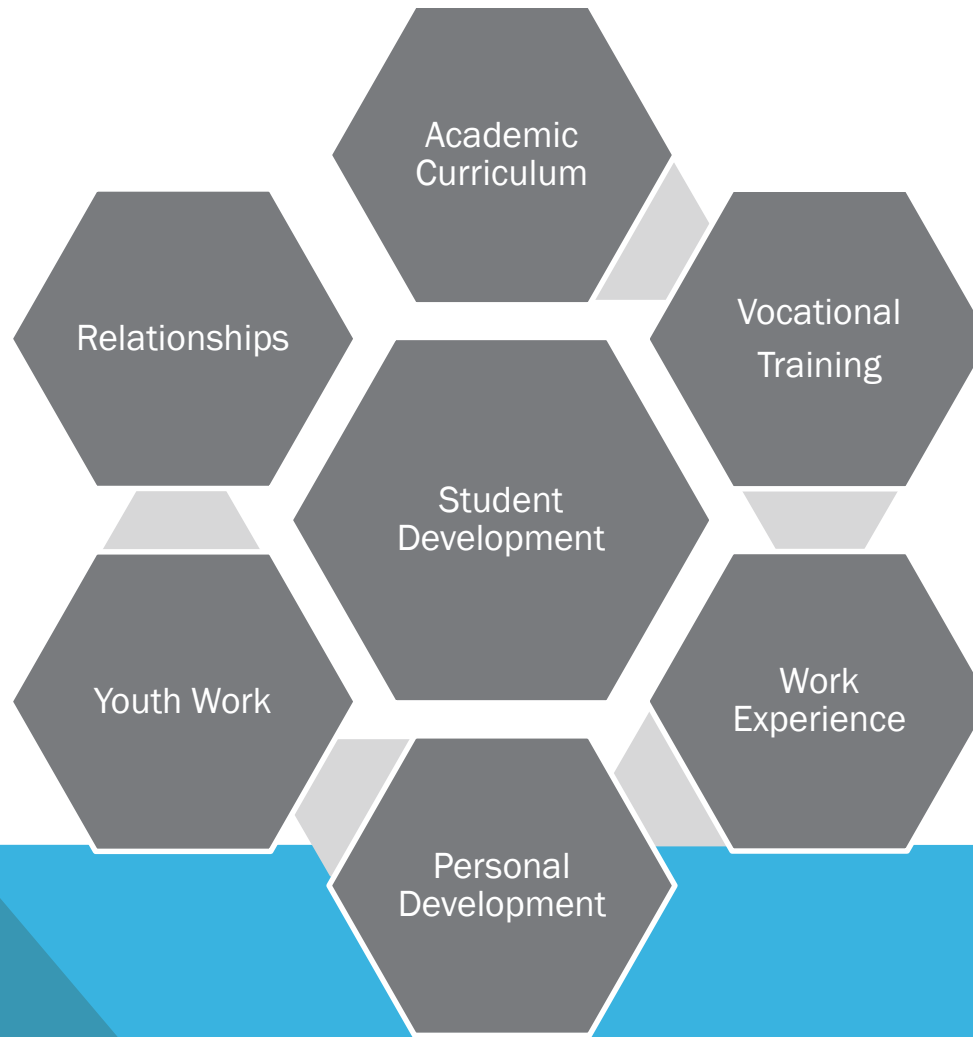 Academic
Curriculum
Vocational
Training
Relationships
Student
Development
Work
Experience
Youth Work
Personal
Development